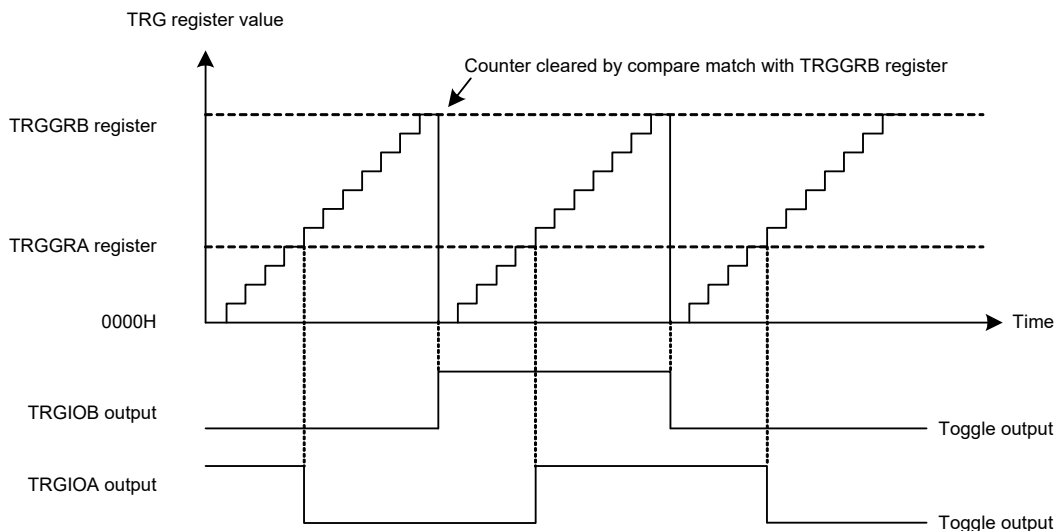 TRG register value
Counter cleared by compare match with TRGGRB register
TRGGRB register
TRGGRA register
0000H
Time
TRGIOB output
Toggle output
TRGIOA output
Toggle output